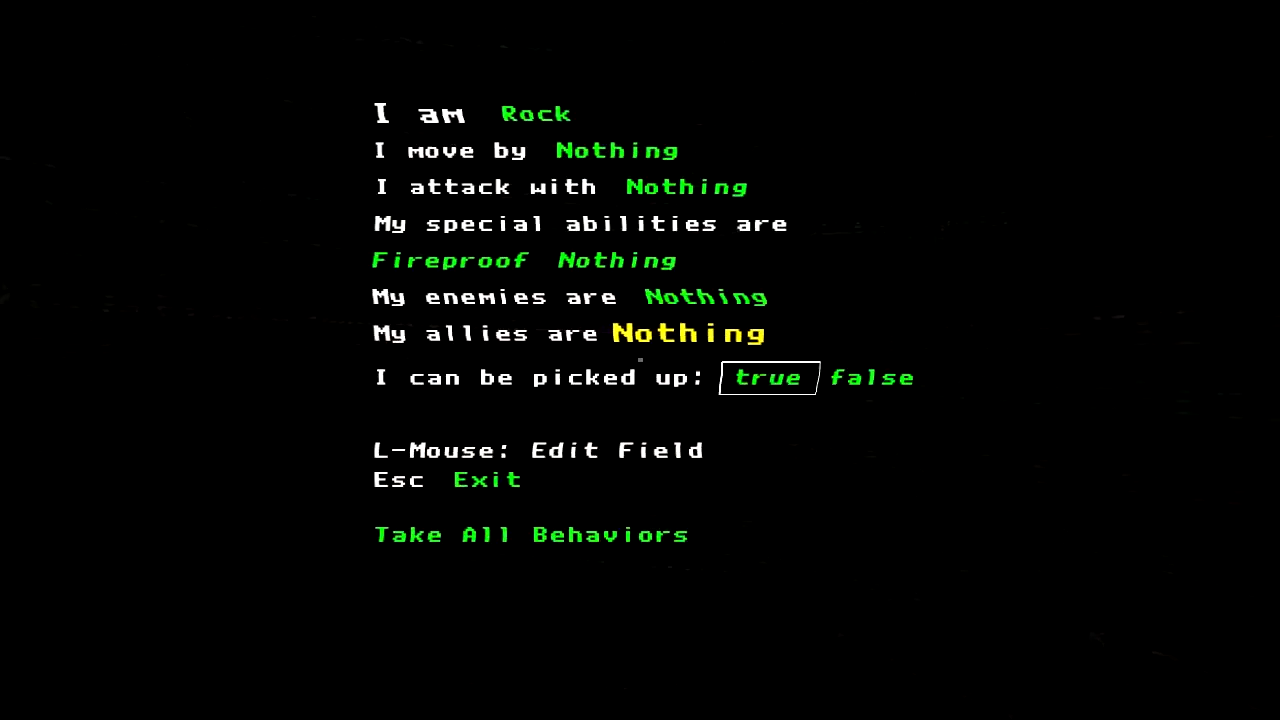 I am Rock
I move by Nothing
I attack with Nothing
My special abilities are
Fireproof Nothing
My enemies are Nothing
My allies are Nothing
I can be picked up: true false
L-Mouse: Edit Field
Esc Exit
Take All Behaviors